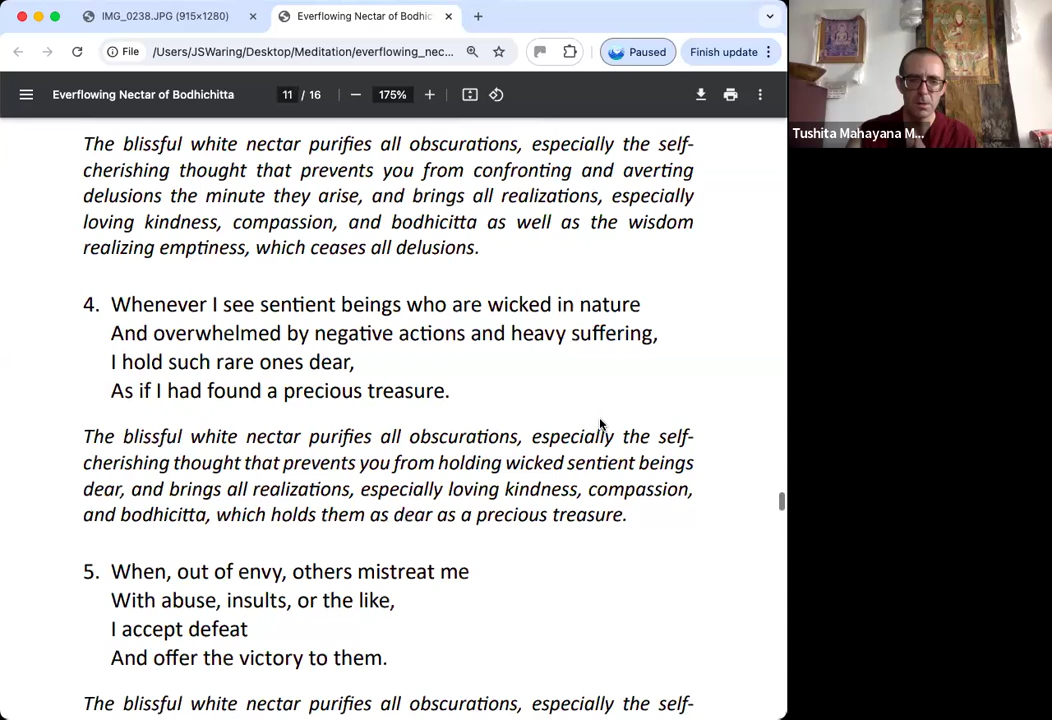 IMG_0238.JPG (915×1280)
Everflowing Nectar of Bodhic
File
/Users/JSWaring/Desktop/Meditation/everflowing_nec...
Paused
Finish update
Everflowing Nectar of Bodhichitta
11 / 16
175%
Tushita Mahayana M...
The blissful white nectar purifies all obscurations, especially the self-
cherishing thought that prevents you from confronting and averting
delusions the minute they arise, and brings all realizations, especially
loving kindness, compassion, and bodhicitta as well as the wisdom
realizing emptiness, which ceases all delusions.
4. Whenever I see sentient beings who are wicked in nature
And overwhelmed by negative actions and heavy suffering,
I hold such rare ones dear,
As if I had found a precious treasure.
The blissful white nectar purifies all obscurations, especially the self-
cherishing thought that prevents you from holding wicked sentient beings
dear, and brings all realizations, especially loving kindness, compassion,
and bodhicitta, which holds them as dear as a precious treasure.
5. When, out of envy, others mistreat me
With abuse, insults, or the like,
I accept defeat
And offer the victory to them.
The blissful white nectar purifies all obscurations, especially the self-